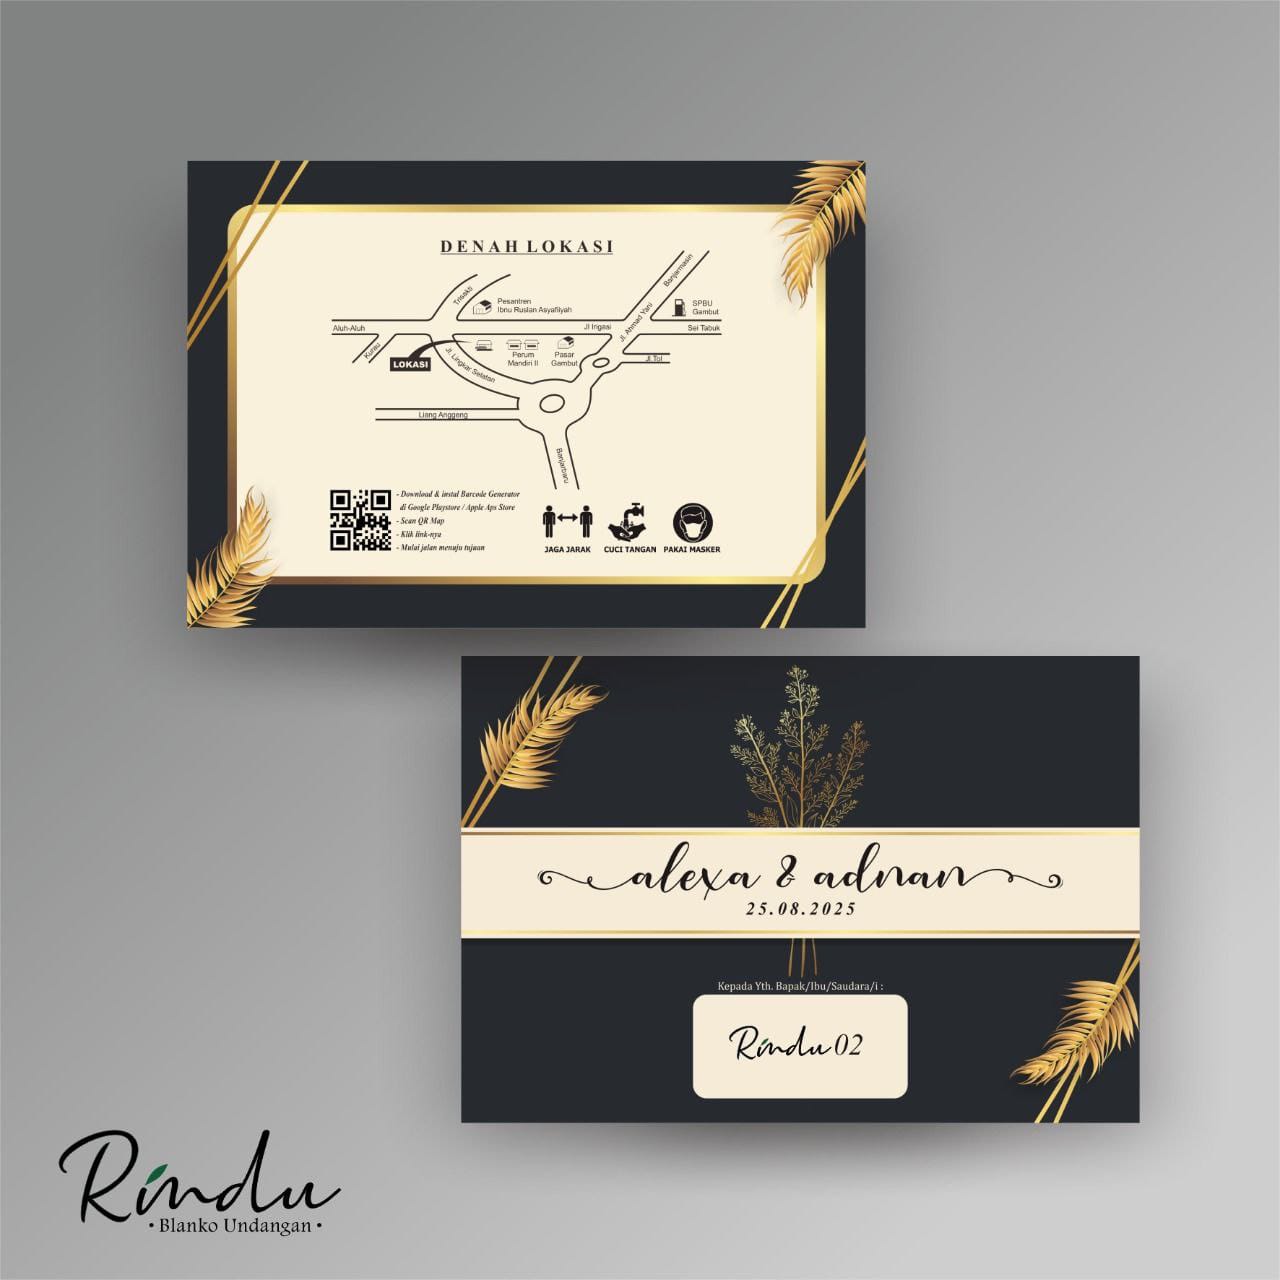 DENAH LOKASI
Banjarmasin
Trisakti
Pesantren
Ibnu Ruslan Asyafiiyah
SPBU
Gambut
Jl. Ahmad Yani
Aluh-Aluh
Jl Irigasi
Sei Tabuk
Kurau
LOKASI
Jl. Lingkar Selatan
Perum
Mandiri II
Pasar
Gambut
Jl.Tol
Liang Anggang
Banjarbaru
- Download & instal Barcode Generator
di Google Playstore / Apple Aps Store
- Scan QR Map
- Klik link-nya
- Mulai jalan menuju tujuan
JAGA JARAK
CUCI TANGAN
PAKAI MASKER
alexa & adnan
25.08.2025
Kepada Yth. Bapak/Ibu/Saudara/i :
Rindu 02
Rindu
• Blanko Undangan •